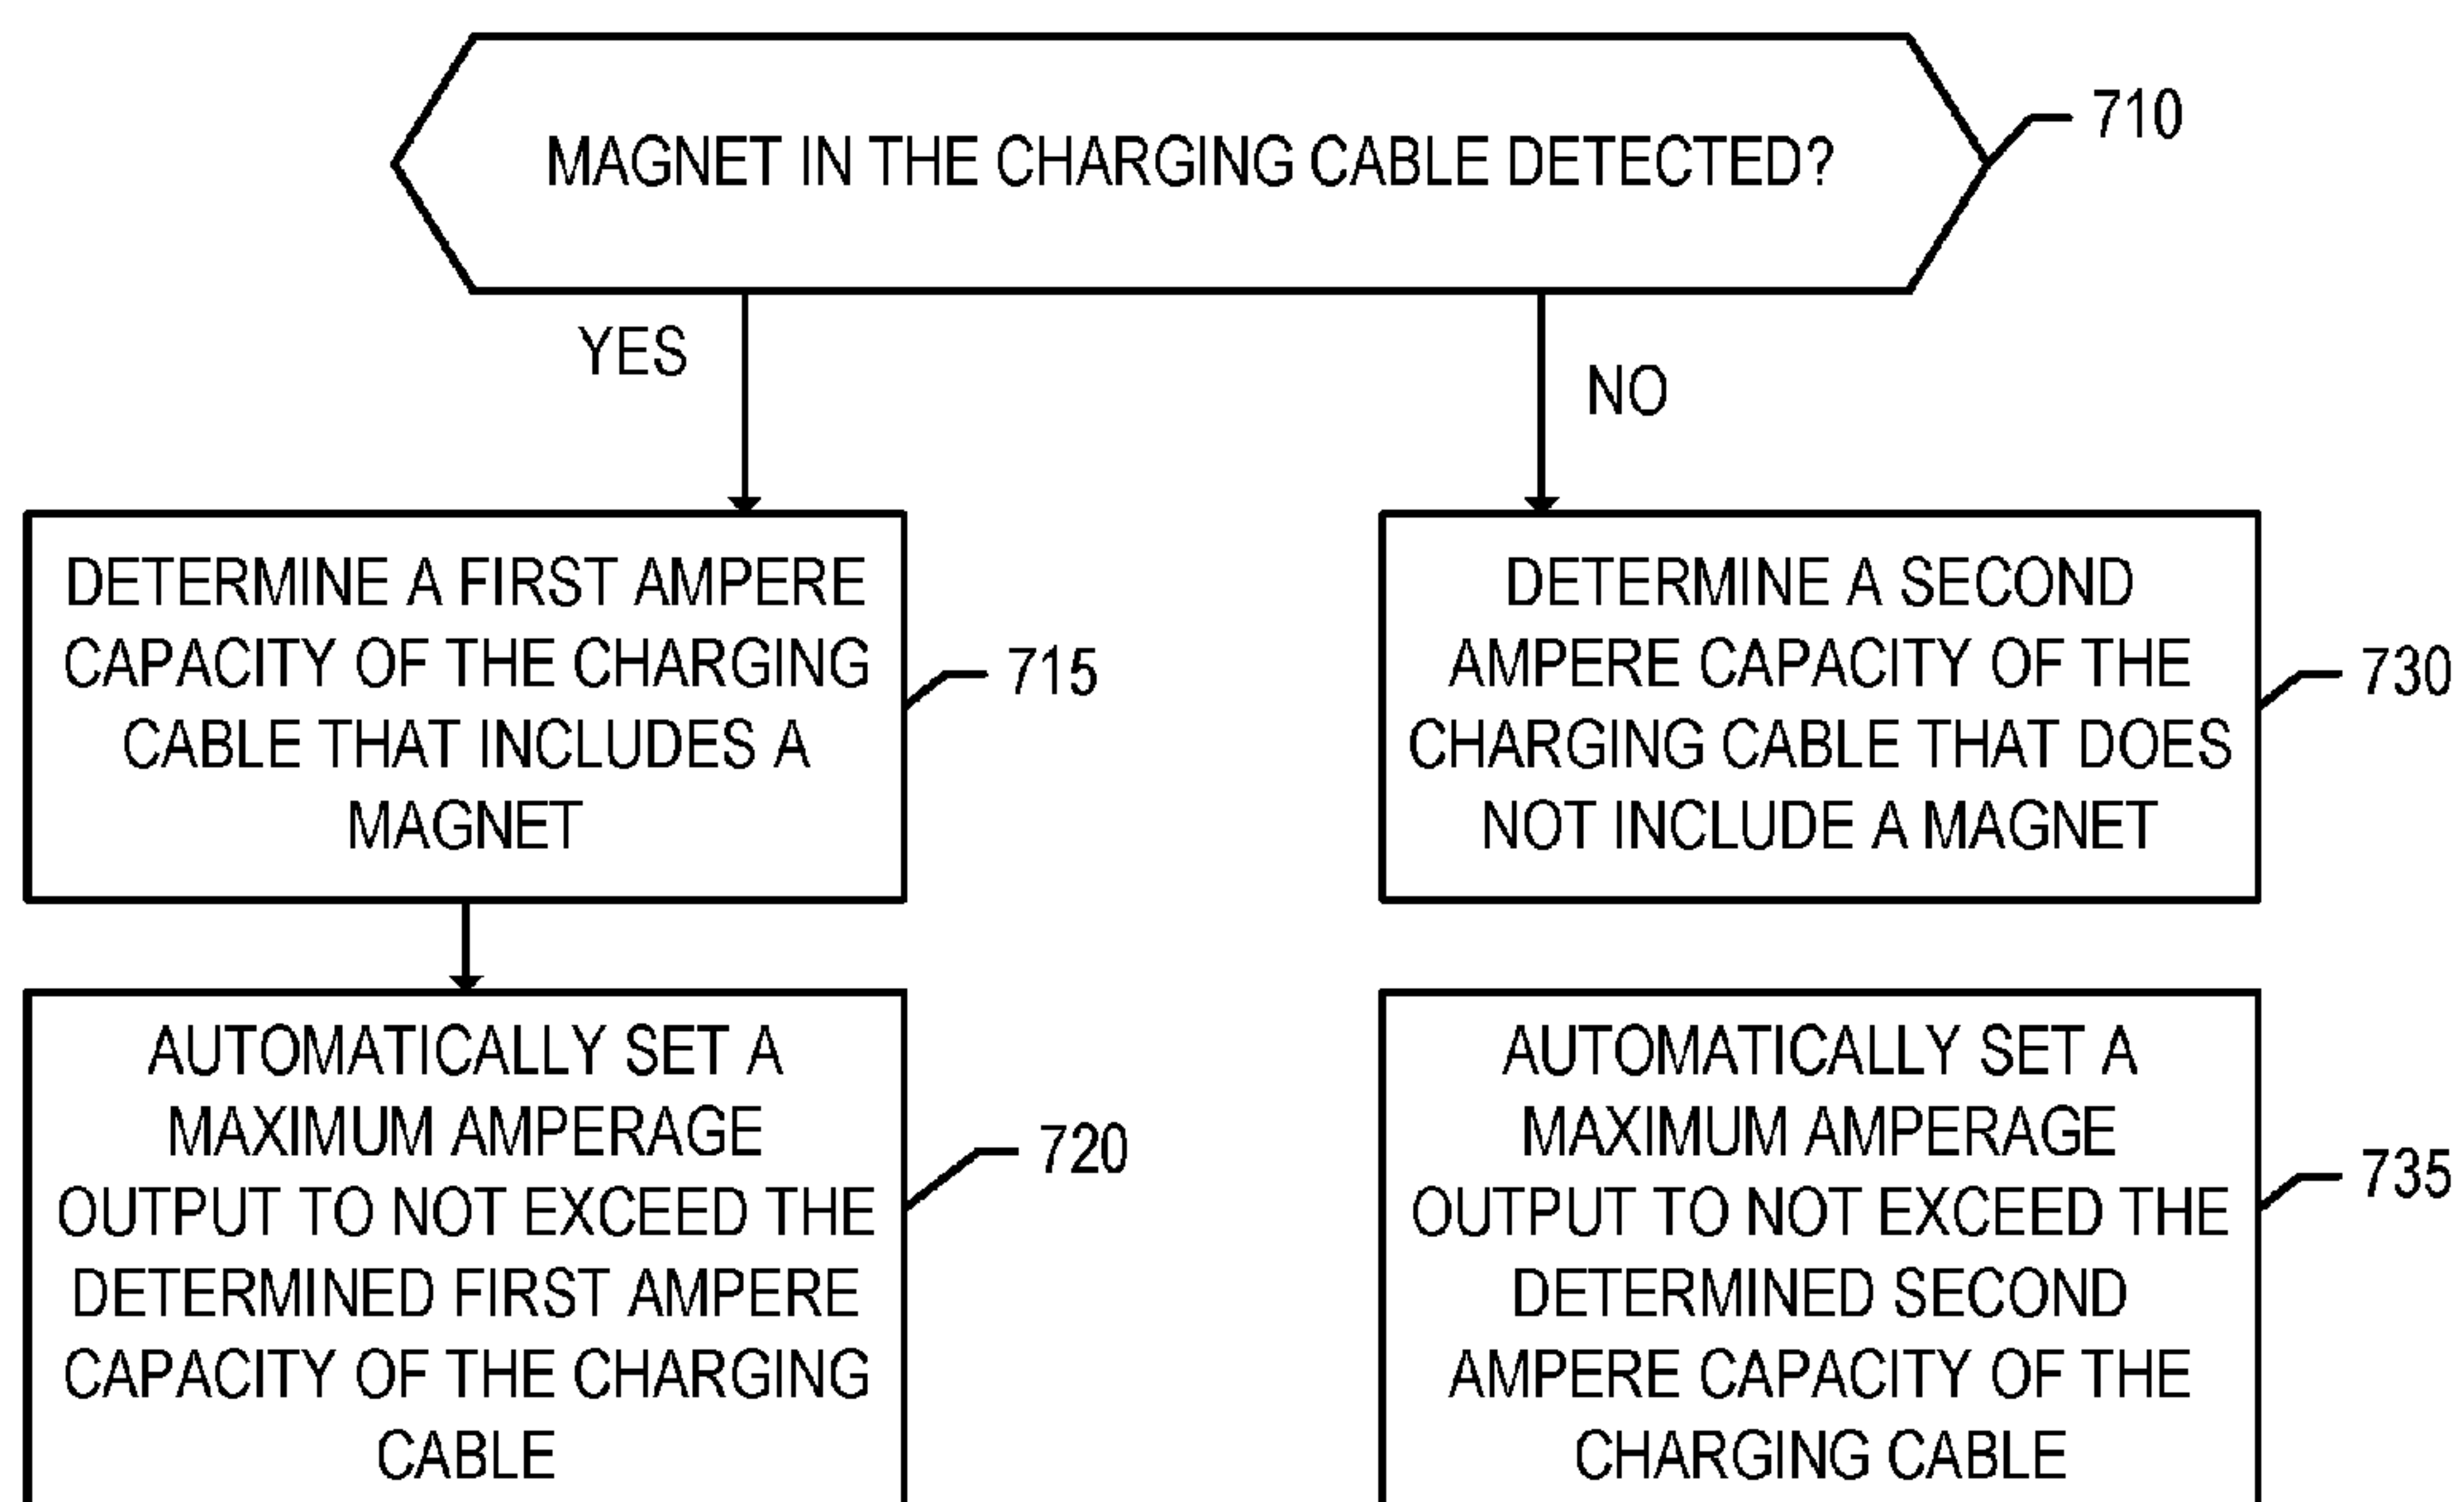 MAGNET IN THE CHARGING CABLE DETECTED?
710
YES
NO
DETERMINE A FIRST AMPERE
CAPACITY OF THE CHARGING
CABLE THAT INCLUDES A
MAGNET
715
DETERMINE A SECOND
AMPERE CAPACITY OF THE
CHARGING CABLE THAT DOES
NOT INCLUDE A MAGNET
730
AUTOMATICALLY SET A
MAXIMUM AMPERAGE
OUTPUT TO NOT EXCEED THE
DETERMINED FIRST AMPERE
CAPACITY OF THE CHARGING
CABLE
720
AUTOMATICALLY SET A
MAXIMUM AMPERAGE
OUTPUT TO NOT EXCEED THE
DETERMINED SECOND
AMPERE CAPACITY OF THE
CHARGING CABLE
735